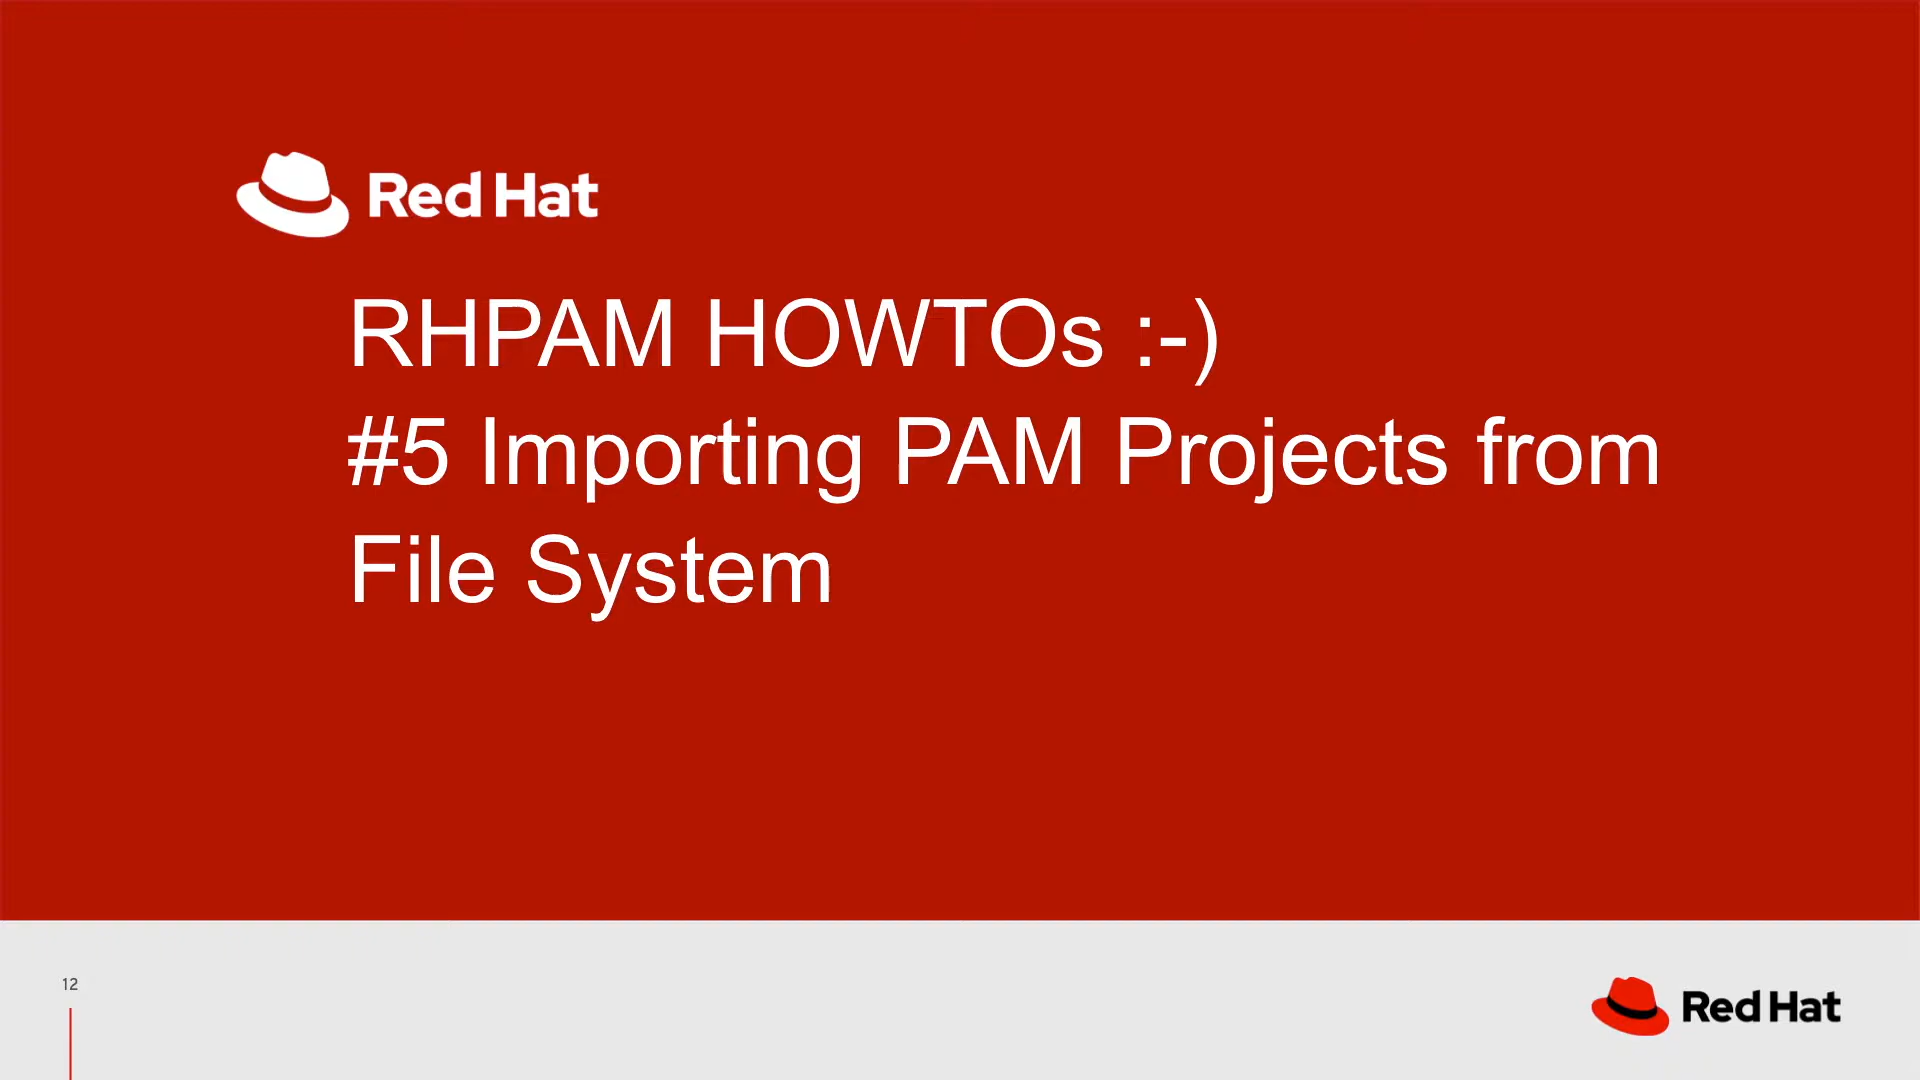 Red Hat
RHPAM HOWTOs :-)
#5 Importing PAM Projects from
File System
12
Red Hat